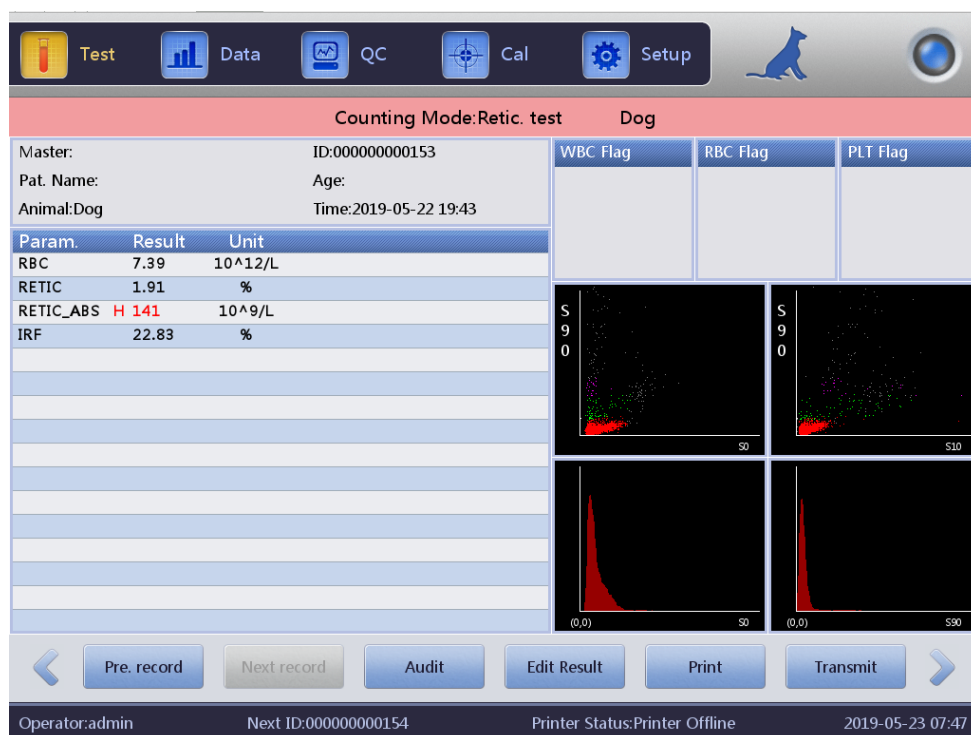 Test Data QC Cal Setup
Counting Mode:Retic. test Dog
Master: ID:000000000153
Pat. Name: Age:
Animal:Dog Time:2019-05-22 19:43
WBC Flag RBC Flag PLT Flag
Param. Result Unit
RBC 7.39 10^12/L
RETIC 1.91 %
RETIC_ABS H 141 10^9/L
IRF 22.83 %
S90
S0
S90
S10
(0,0) S0
(0,0) S90
Pre. record Next record Audit Edit Result Print Transmit
Operator:admin Next ID:000000000154 Printer Status:Printer Offline 2019-05-23 07:47